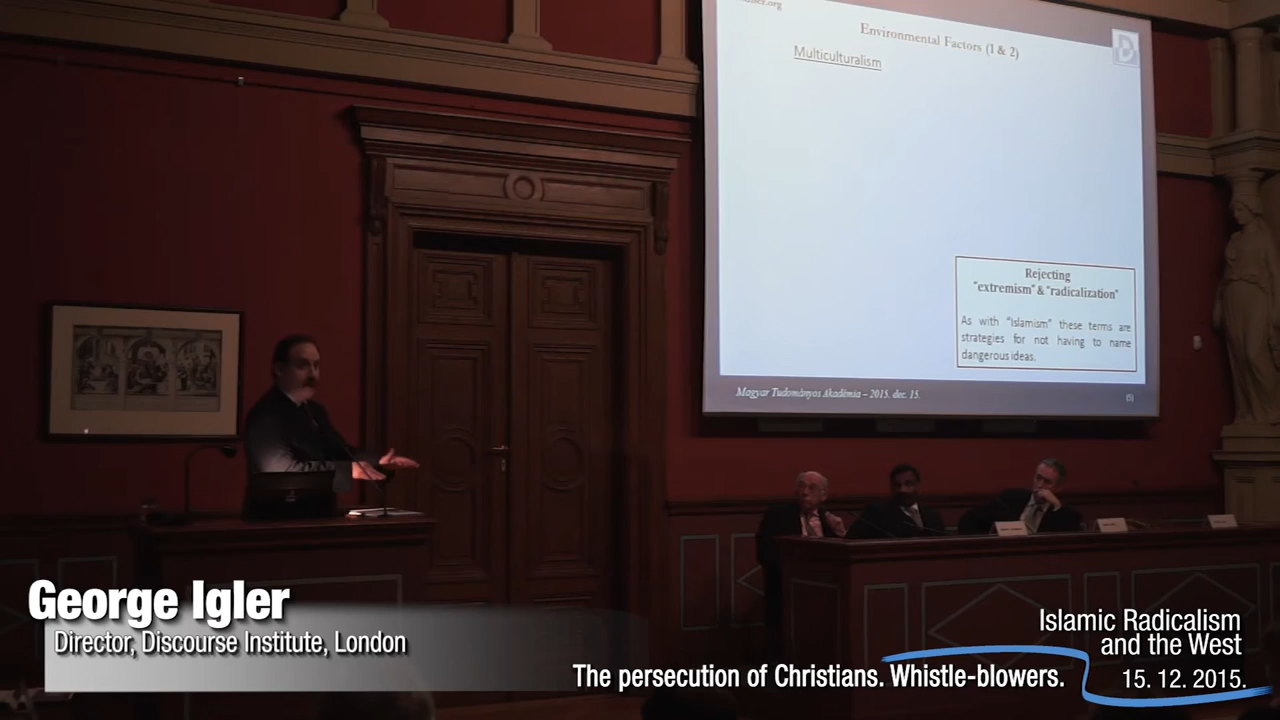 Environmental Factors (1 & 2)
Multiculturalism
Rejecting
“extremism” & “radicalization”
As with “Islamism” these terms are
strategies for not having to name
dangerous ideas.
Magyar Tudományos Akadémia – 2015. dec. 15.
(5)
George Igler
Director, Discourse Institute, London
Islamic Radicalism
and the West
The persecution of Christians. Whistle-blowers.
15. 12. 2015.